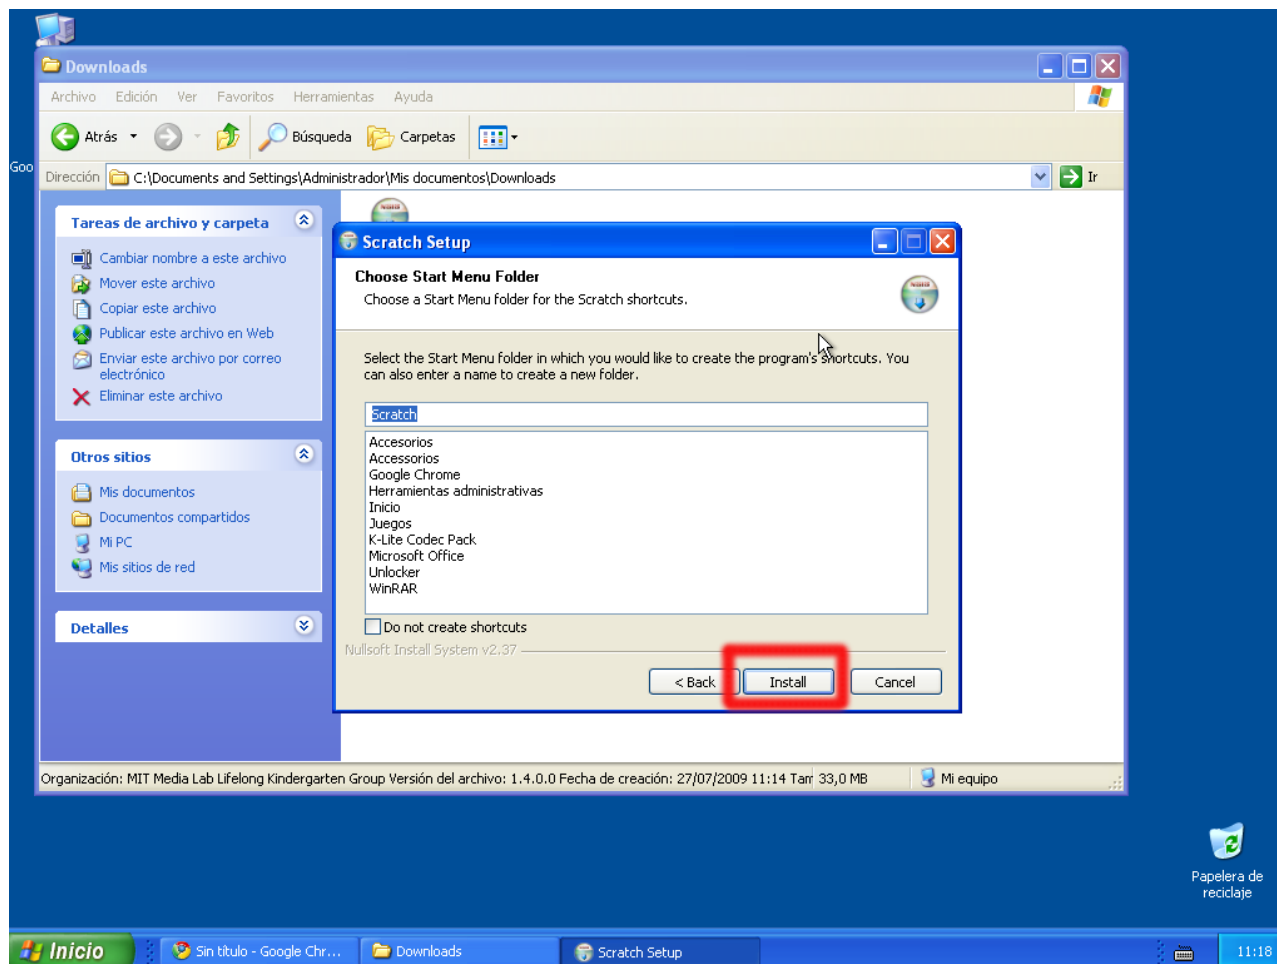 Downloads
Archivo Edición Ver Favoritos Herramientas Ayuda
Atrás Búsqueda Carpetas
Goo
Dirección C:\Documents and Settings\Administrador\Mis documentos\Downloads Ir
Tareas de archivo y carpeta
Cambiar nombre a este archivo
Mover este archivo
Copiar este archivo
Publicar este archivo en Web
Enviar este archivo por correo
electrónico
Eliminar este archivo
Otros sitios
Mis documentos
Documentos compartidos
Mi PC
Mis sitios de red
Detalles
Scratch Setup
Choose Start Menu Folder
Choose a Start Menu folder for the Scratch shortcuts.
Select the Start Menu folder in which you would like to create the program's shortcuts. You
can also enter a name to create a new folder.
Scratch
Accesorios
Accessorios
Google Chrome
Herramientas administrativas
Inicio
Juegos
K-Lite Codec Pack
Microsoft Office
Unlocker
WinRAR
Do not create shortcuts
Nullsoft Install System v2.37
< Back Install Cancel
Organización: MIT Media Lab Lifelong Kindergarten Group Versión del archivo: 1.4.0.0 Fecha de creación: 27/07/2009 11:14 Tam 33,0 MB Mi equipo
Papelera de
reciclaje
Inicio Sin título - Google Chr... Downloads Scratch Setup 11:18